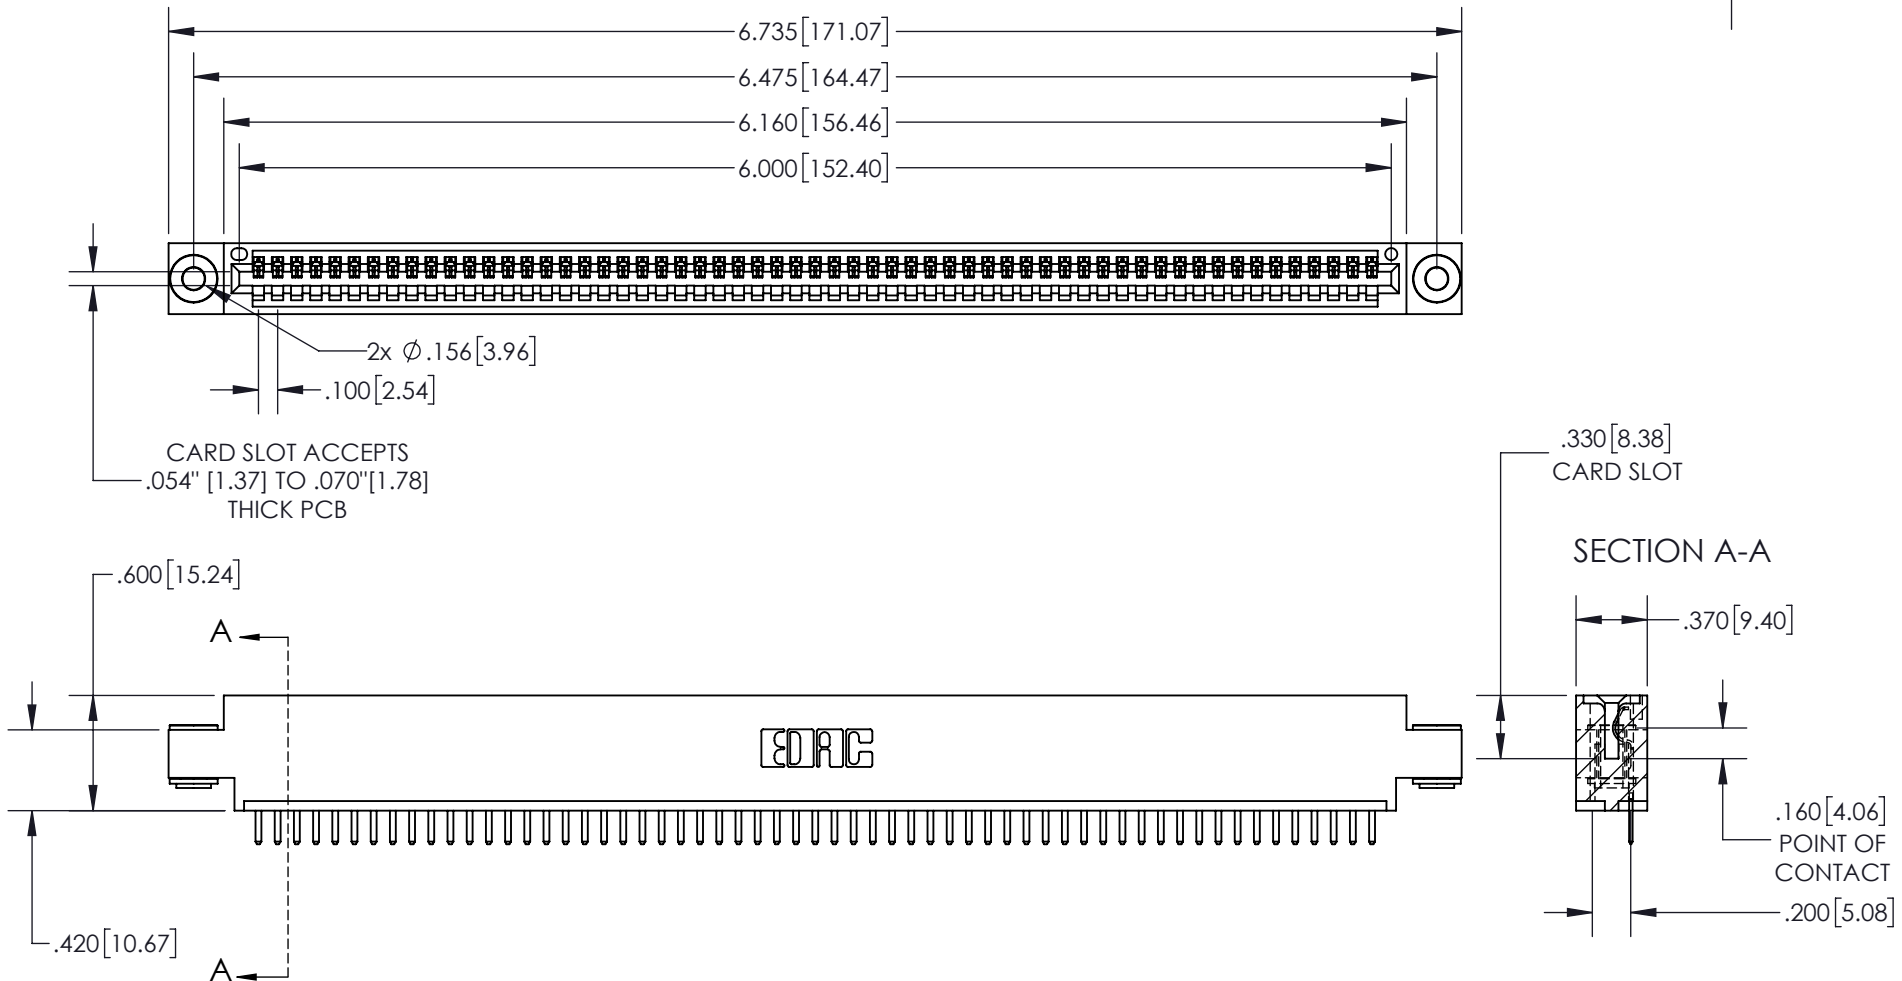 6.735[171.07]
6.475[164.47]
6.160[156.46]
6.000[152.40]
2x Ø.156[3.96]
.100[2.54]
CARD SLOT ACCEPTS
.054" [1.37] TO .070"[1.78]
THICK PCB
.330[8.38]
CARD SLOT
SECTION A-A
.600[15.24]
.370[9.40]
A
EDAC
.160[4.06]
POINT OF
CONTACT
.200[5.08]
.420[10.67]
A